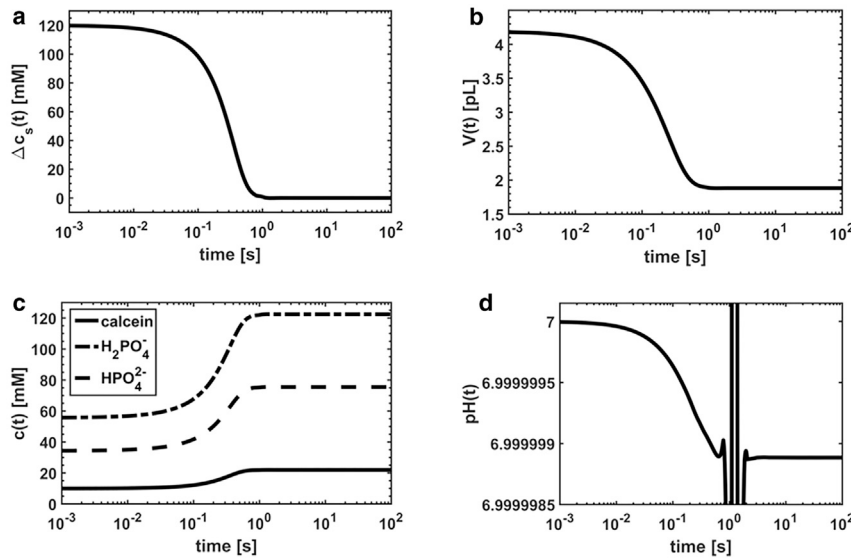 a
120
100
80
60
40
20
0
Δc_s(t) [mM]
10^-3 10^-2 10^-1 10^0 10^1 10^2
time [s]
b
4
3.5
3
2.5
2
1.5
V(t) [pL]
10^-3 10^-2 10^-1 10^0 10^1 10^2
time [s]
c
120
100
80
60
40
20
0
c(t) [mM]
calcein
H_2PO_4^-
HPO_4^2-
10^-3 10^-2 10^-1 10^0 10^1 10^2
time [s]
d
7
6.9999995
6.999999
6.9999985
pH(t)
10^-3 10^-2 10^-1 10^0 10^1 10^2
time [s]